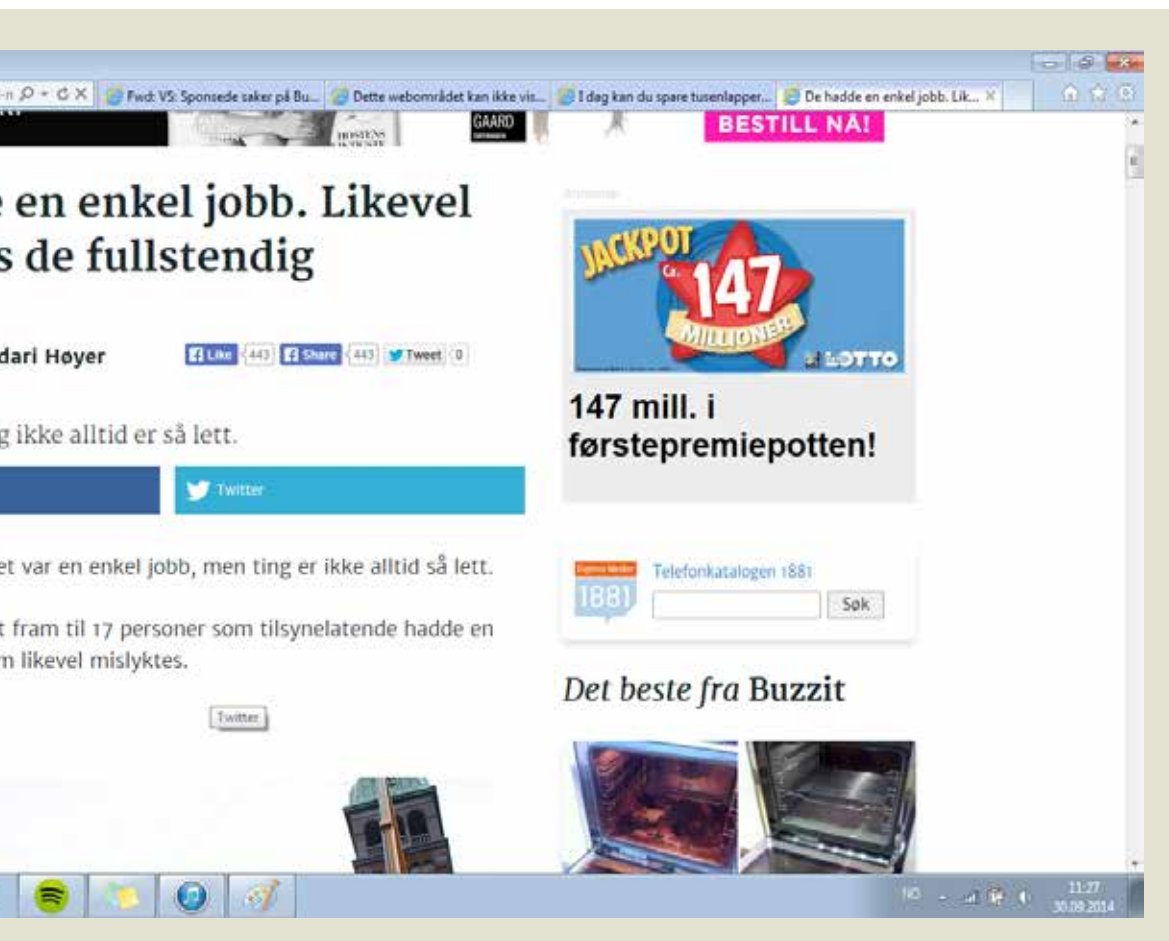 Fwd: VS: Sponsede saker på Bu...
Dette webområdet kan ikke vis...
I dag kan du spare tusenlapper...
De hadde en enkel jobb. Lik...
GAARD
BESTILL NÅ!
e en enkel jobb. Likevel
s de fullstendig
dari Høyer
Like 443 Share 443 Tweet 0
g ikke alltid er så lett.
Twitter
et var en enkel jobb, men ting er ikke alltid så lett.
t fram til 17 personer som tilsynelatende hadde en
m likevel mislyktes.
Twitter
Annonse
JACKPOT
Ca.
147
MILLIONER
LOTTO
147 mill. i
førstepremiepotten!
1881
Telefonkatalogen 1881
Søk
Det beste fra Buzzit
NO
11:27
30.09.2014